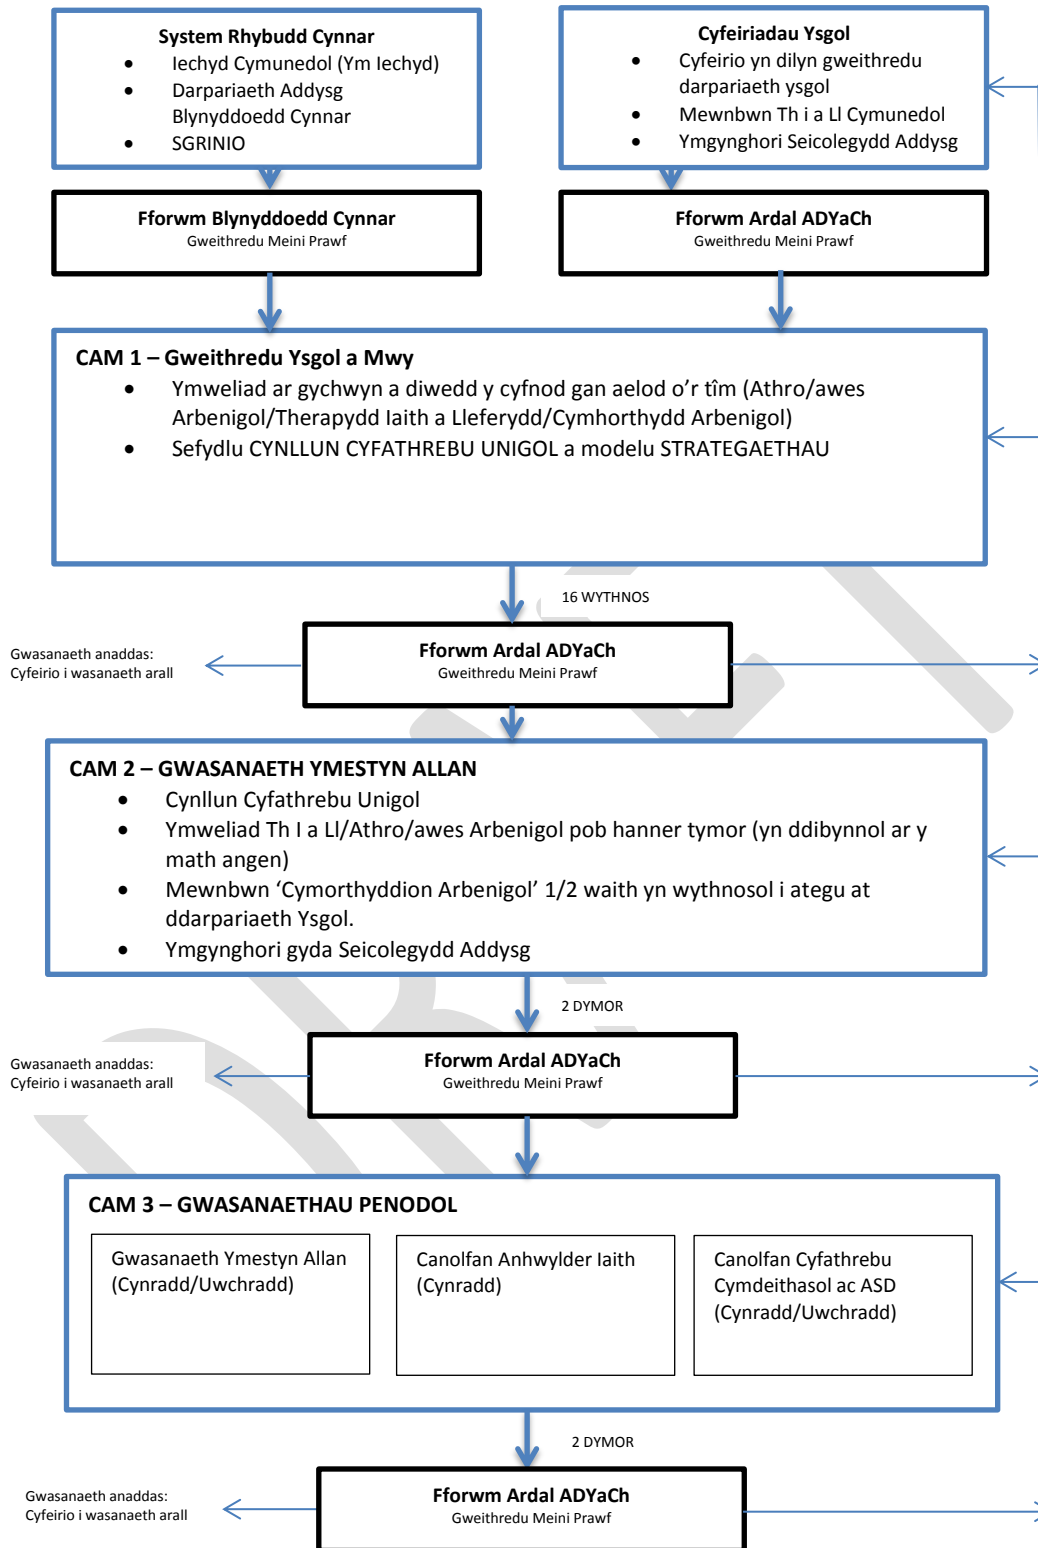 System Rhybudd Cynnar
• Iechyd Cymunedol (Ym Iechyd)
• Darpariaeth Addysg
Blynyddoedd Cynnar
• SGRINIO
Cyfeiriadau Ysgol
• Cyfeirio yn dilyn gweithredu
darpariaeth ysgol
• Mewnbwn Th i a Ll Cymunedol
• Ymgynghori Seicolegydd Addysg
Fforwm Blynyddoedd Cynnar
Gweithredu Meini Prawf
Fforwm Ardal ADYaCh
Gweithredu Meini Prawf
CAM 1 – Gweithredu Ysgol a Mwy
• Ymweliad ar gychwyn a diwedd y cyfnod gan aelod o’r tîm (Athro/awes
Arbenigol/Therapydd Iaith a Lleferydd/Cymhorthydd Arbenigol)
• Sefydlu CYNLLUN CYFATHREBU UNIGOL a modelu STRATEGAETHAU
16 WYTHNOS
Gwasanaeth anaddas:
Cyfeirio i wasanaeth arall
Fforwm Ardal ADYaCh
Gweithredu Meini Prawf
CAM 2 – GWASANAETH YMESTYN ALLAN
• Cynllun Cyfathrebu Unigol
• Ymweliad Th I a Ll/Athro/awes Arbenigol pob hanner tymor (yn ddibynnol ar y
math angen)
• Mewnbwn ‘Cymorthyddion Arbenigol’ 1/2 waith yn wythnosol i ategu at
ddarpariaeth Ysgol.
• Ymgynghori gyda Seicolegydd Addysg
2 DYMOR
Gwasanaeth anaddas:
Cyfeirio i wasanaeth arall
Fforwm Ardal ADYaCh
Gweithredu Meini Prawf
CAM 3 – GWASANAETHAU PENODOL
Gwasanaeth Ymestyn Allan
(Cynradd/Uwchradd)
Canolfan Anhwylder Iaith
(Cynradd)
Canolfan Cyfathrebu
Cymdeithasol ac ASD
(Cynradd/Uwchradd)
2 DYMOR
Gwasanaeth anaddas:
Cyfeirio i wasanaeth arall
Fforwm Ardal ADYaCh
Gweithredu Meini Prawf